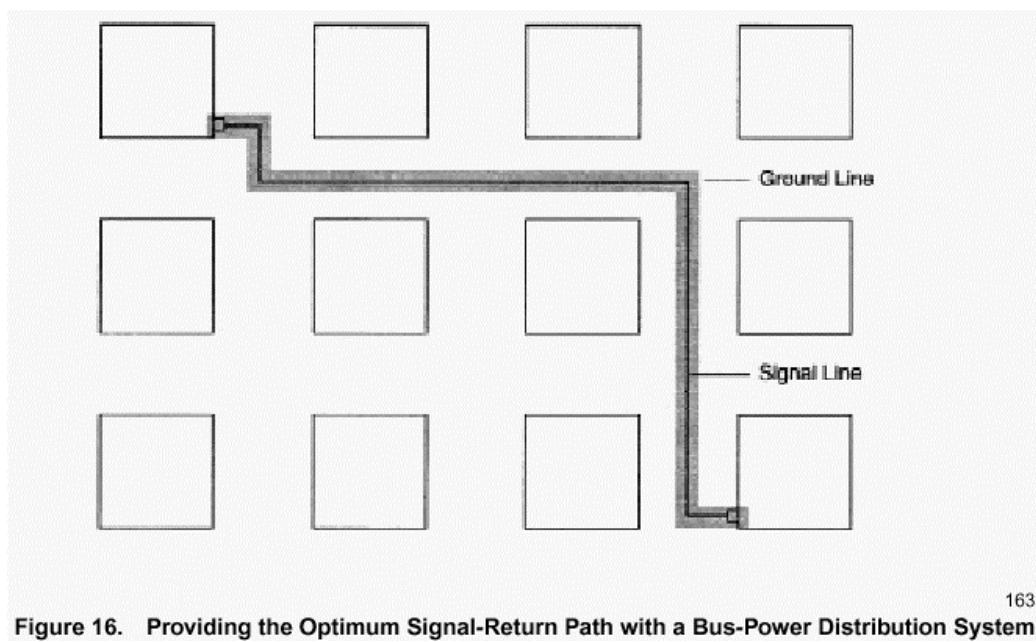 Ground Line
Signal Line
163
Figure 16. Providing the Optimum Signal-Return Path with a Bus-Power Distribution System